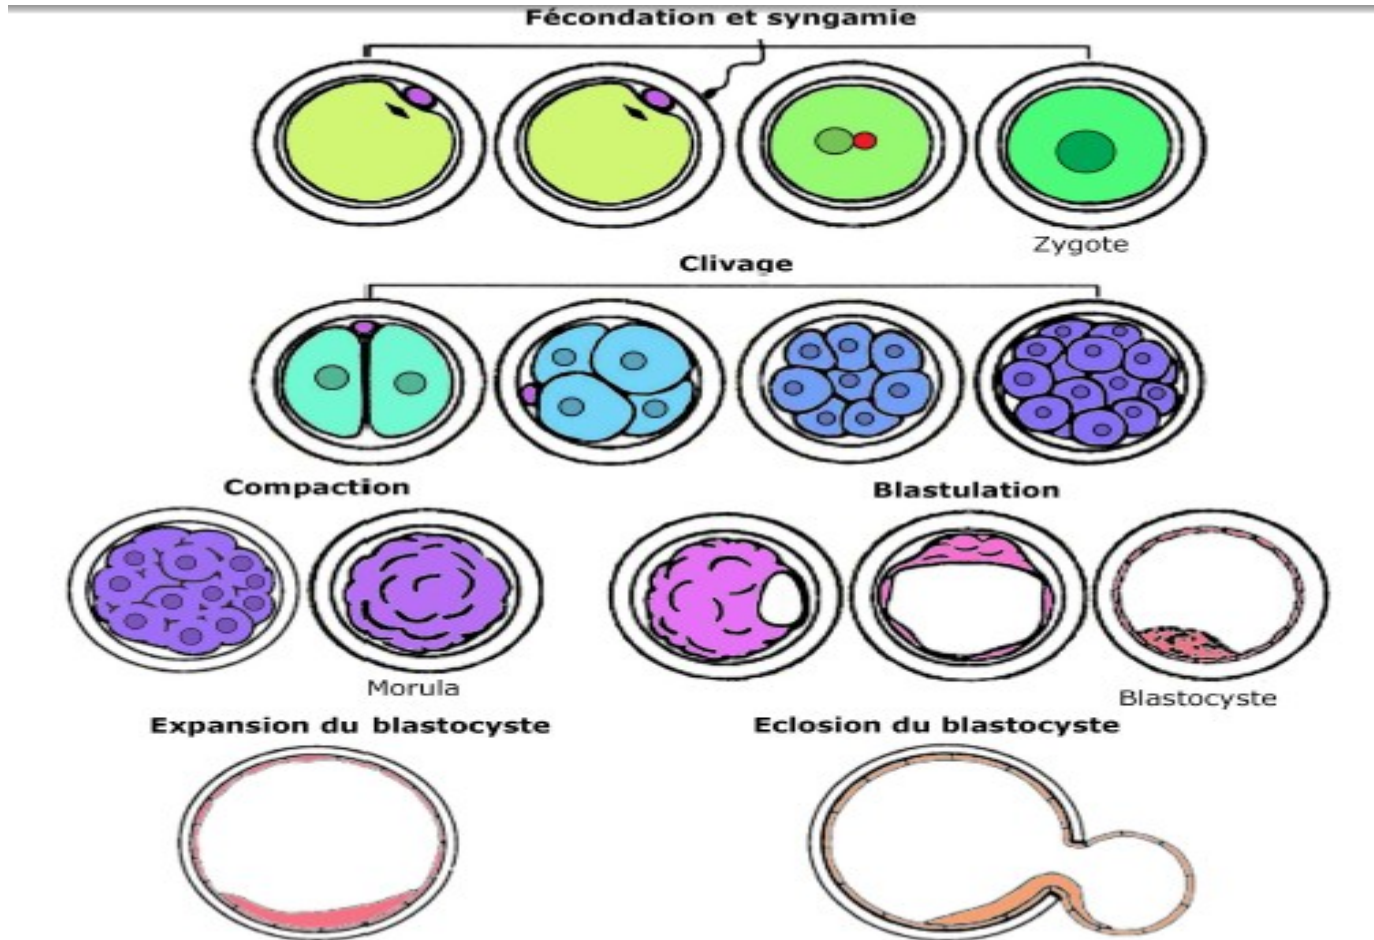 Fécondation et syngamie
Zygote
Clivage
Compaction
Blastulation
Morula
Blastocyste
Expansion du blastocyste
Eclosion du blastocyste